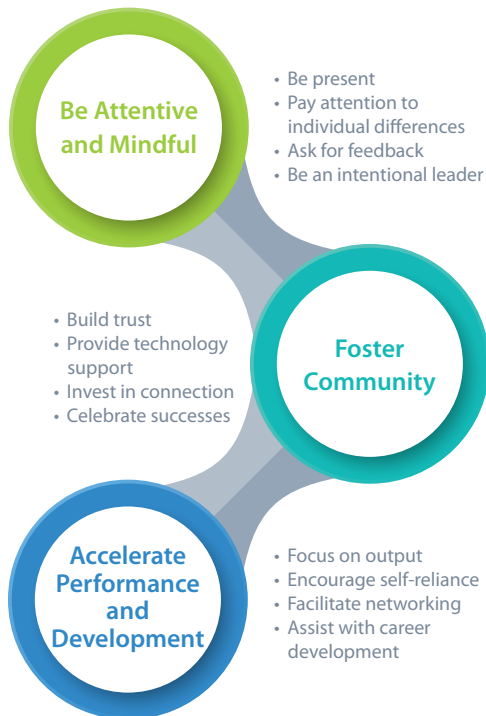 Be Attentive
and Mindful
• Be present
• Pay attention to
individual differences
• Ask for feedback
• Be an intentional leader
Foster
Community
• Build trust
• Provide technology
support
• Invest in connection
• Celebrate successes
Accelerate
Performance
and
Development
• Focus on output
• Encourage self-reliance
• Facilitate networking
• Assist with career
development